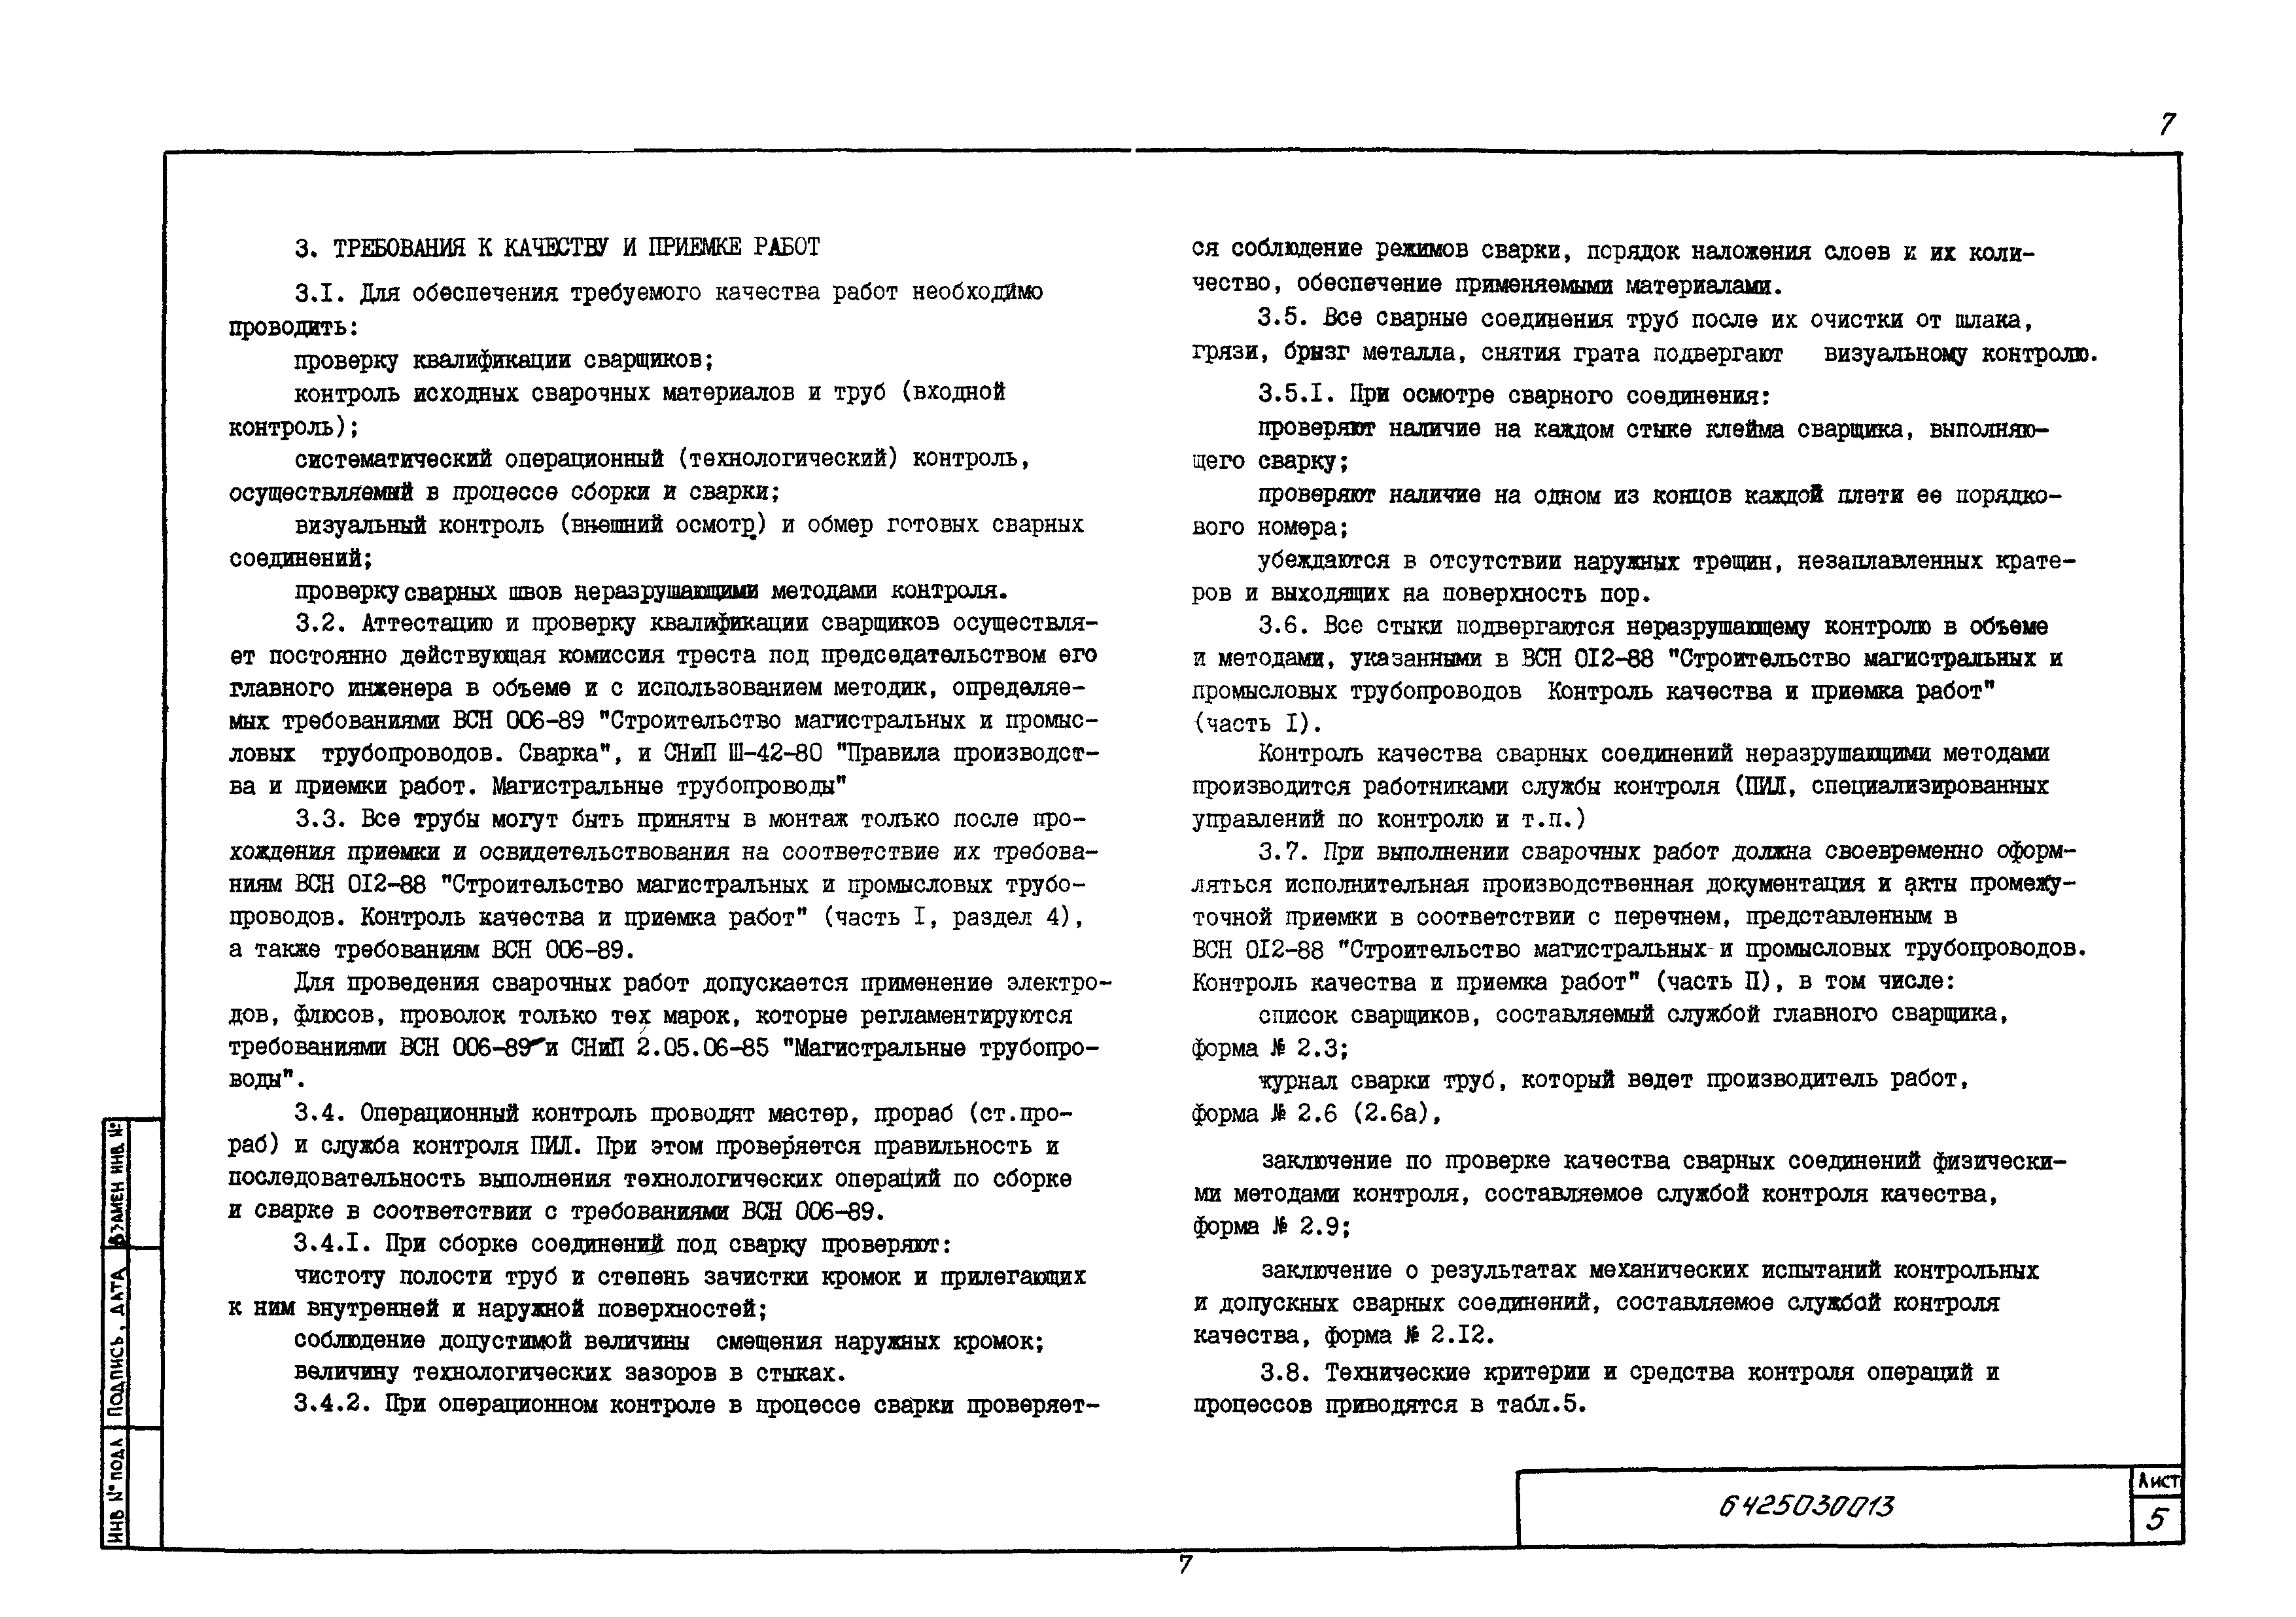 7
3. ТРЕБОВАНИЯ К КАЧЕСТВУ И ПРИЕМКЕ РАБОТ
3.I. Для обеспечения требуемого качества работ необходимо
проводить:
проверку квалификации сварщиков;
контроль исходных сварочных материалов и труб (входной
контроль);
систематический операционный (технологический) контроль,
осуществляемый в процессе сборки и сварки;
визуальный контроль (внешний осмотр) и обмер готовых сварных
соединений;
проверку сварных швов неразрушающими методами контроля.
3.2. Аттестацию и проверку квалификации сварщиков осуществля-
ет постоянно действующая комиссия треста под председательством его
главного инженера в объеме и с использованием методик, определяе-
мых требованиями ВСН 006-89 "Строительство магистральных и промыс-
ловых трубопроводов. Сварка", и СНиП Ш-42-80 "Правила производст-
ва и приемки работ. Магистральные трубопроводы"
3.3. Все трубы могут быть приняты в монтаж только после про-
хождения приемки и освидетельствования на соответствие их требова-
ниям ВСН 0I2-88 "Строительство магистральных и промысловых трубо-
проводов. Контроль качества и приемка работ" (часть I, раздел 4),
а также требованиям ВСН 006-89.
Для проведения сварочных работ допускается применение электро-
дов, флюсов, проволок только тех марок, которые регламентируются
требованиями ВСН 006-89 и СНиП 2.05.06-85 "Магистральные трубопро-
воды".
3.4. Операционный контроль проводят мастер, прораб (ст.про-
раб) и служба контроля ПИЛ. При этом проверяется правильность и
последовательность выполнения технологических операций по сборке
и сварке в соответствии с требованиями ВСН 006-89.
3.4.I. При сборке соединений под сварку проверяют:
чистоту полости труб и степень зачистки кромок и прилегающих
к ним внутренней и наружной поверхностей;
соблюдение допустимой величины смещения наружных кромок;
величину технологических зазоров в стыках.
3.4.2. При операционном контроле в процессе сварки проверяет-
ся соблюдение режимов сварки, порядок наложения слоев и их коли-
чество, обеспечение применяемыми материалами.
3.5. Все сварные соединения труб после их очистки от шлака,
грязи, брызг металла, снятия грата подвергают визуальному контролю.
3.5.I. При осмотре сварного соединения:
проверяют наличие на каждом стыке клейма сварщика, выполняю-
щего сварку;
проверяют наличие на одном из концов каждой плети ее порядко-
вого номера;
убеждаются в отсутствии наружных трещин, незаплавленных крате-
ров и выходящих на поверхность пор.
3.6. Все стыки подвергаются неразрушающему контролю в объеме
и методами, указанными в ВСН 0I2-88 "Строительство магистральных и
промысловых трубопроводов Контроль качества и приемка работ"
(часть I).
Контроль качества сварных соединений неразрушающими методами
производится работниками службы контроля (ПИЛ, специализированных
управлений по контролю и т.п.)
3.7. При выполнении сварочных работ должна своевременно оформ-
ляться исполнительная производственная документация и акты промежу-
точной приемки в соответствии с перечнем, представленным в
ВСН 0I2-88 "Строительство магистральных и промысловых трубопроводов.
Контроль качества и приемка работ" (часть П), в том числе:
список сварщиков, составляемый службой главного сварщика,
форма № 2.3;
журнал сварки труб, который ведет производитель работ,
форма № 2.6 (2.6а),
заключение по проверке качества сварных соединений физически-
ми методами контроля, составляемое службой контроля качества,
форма № 2.9;
заключение о результатах механических испытаний контрольных
и допускных сварных соединений, составляемое службой контроля
качества, форма № 2.I2.
3.8. Технические критерии и средства контроля операций и
процессов приводятся в табл.5.
ВЗАМЕН ИНВ №
ПОДПИСЬ, ДАТА
ИНВ № ПОДЛ
6425030013
Лист
5
7